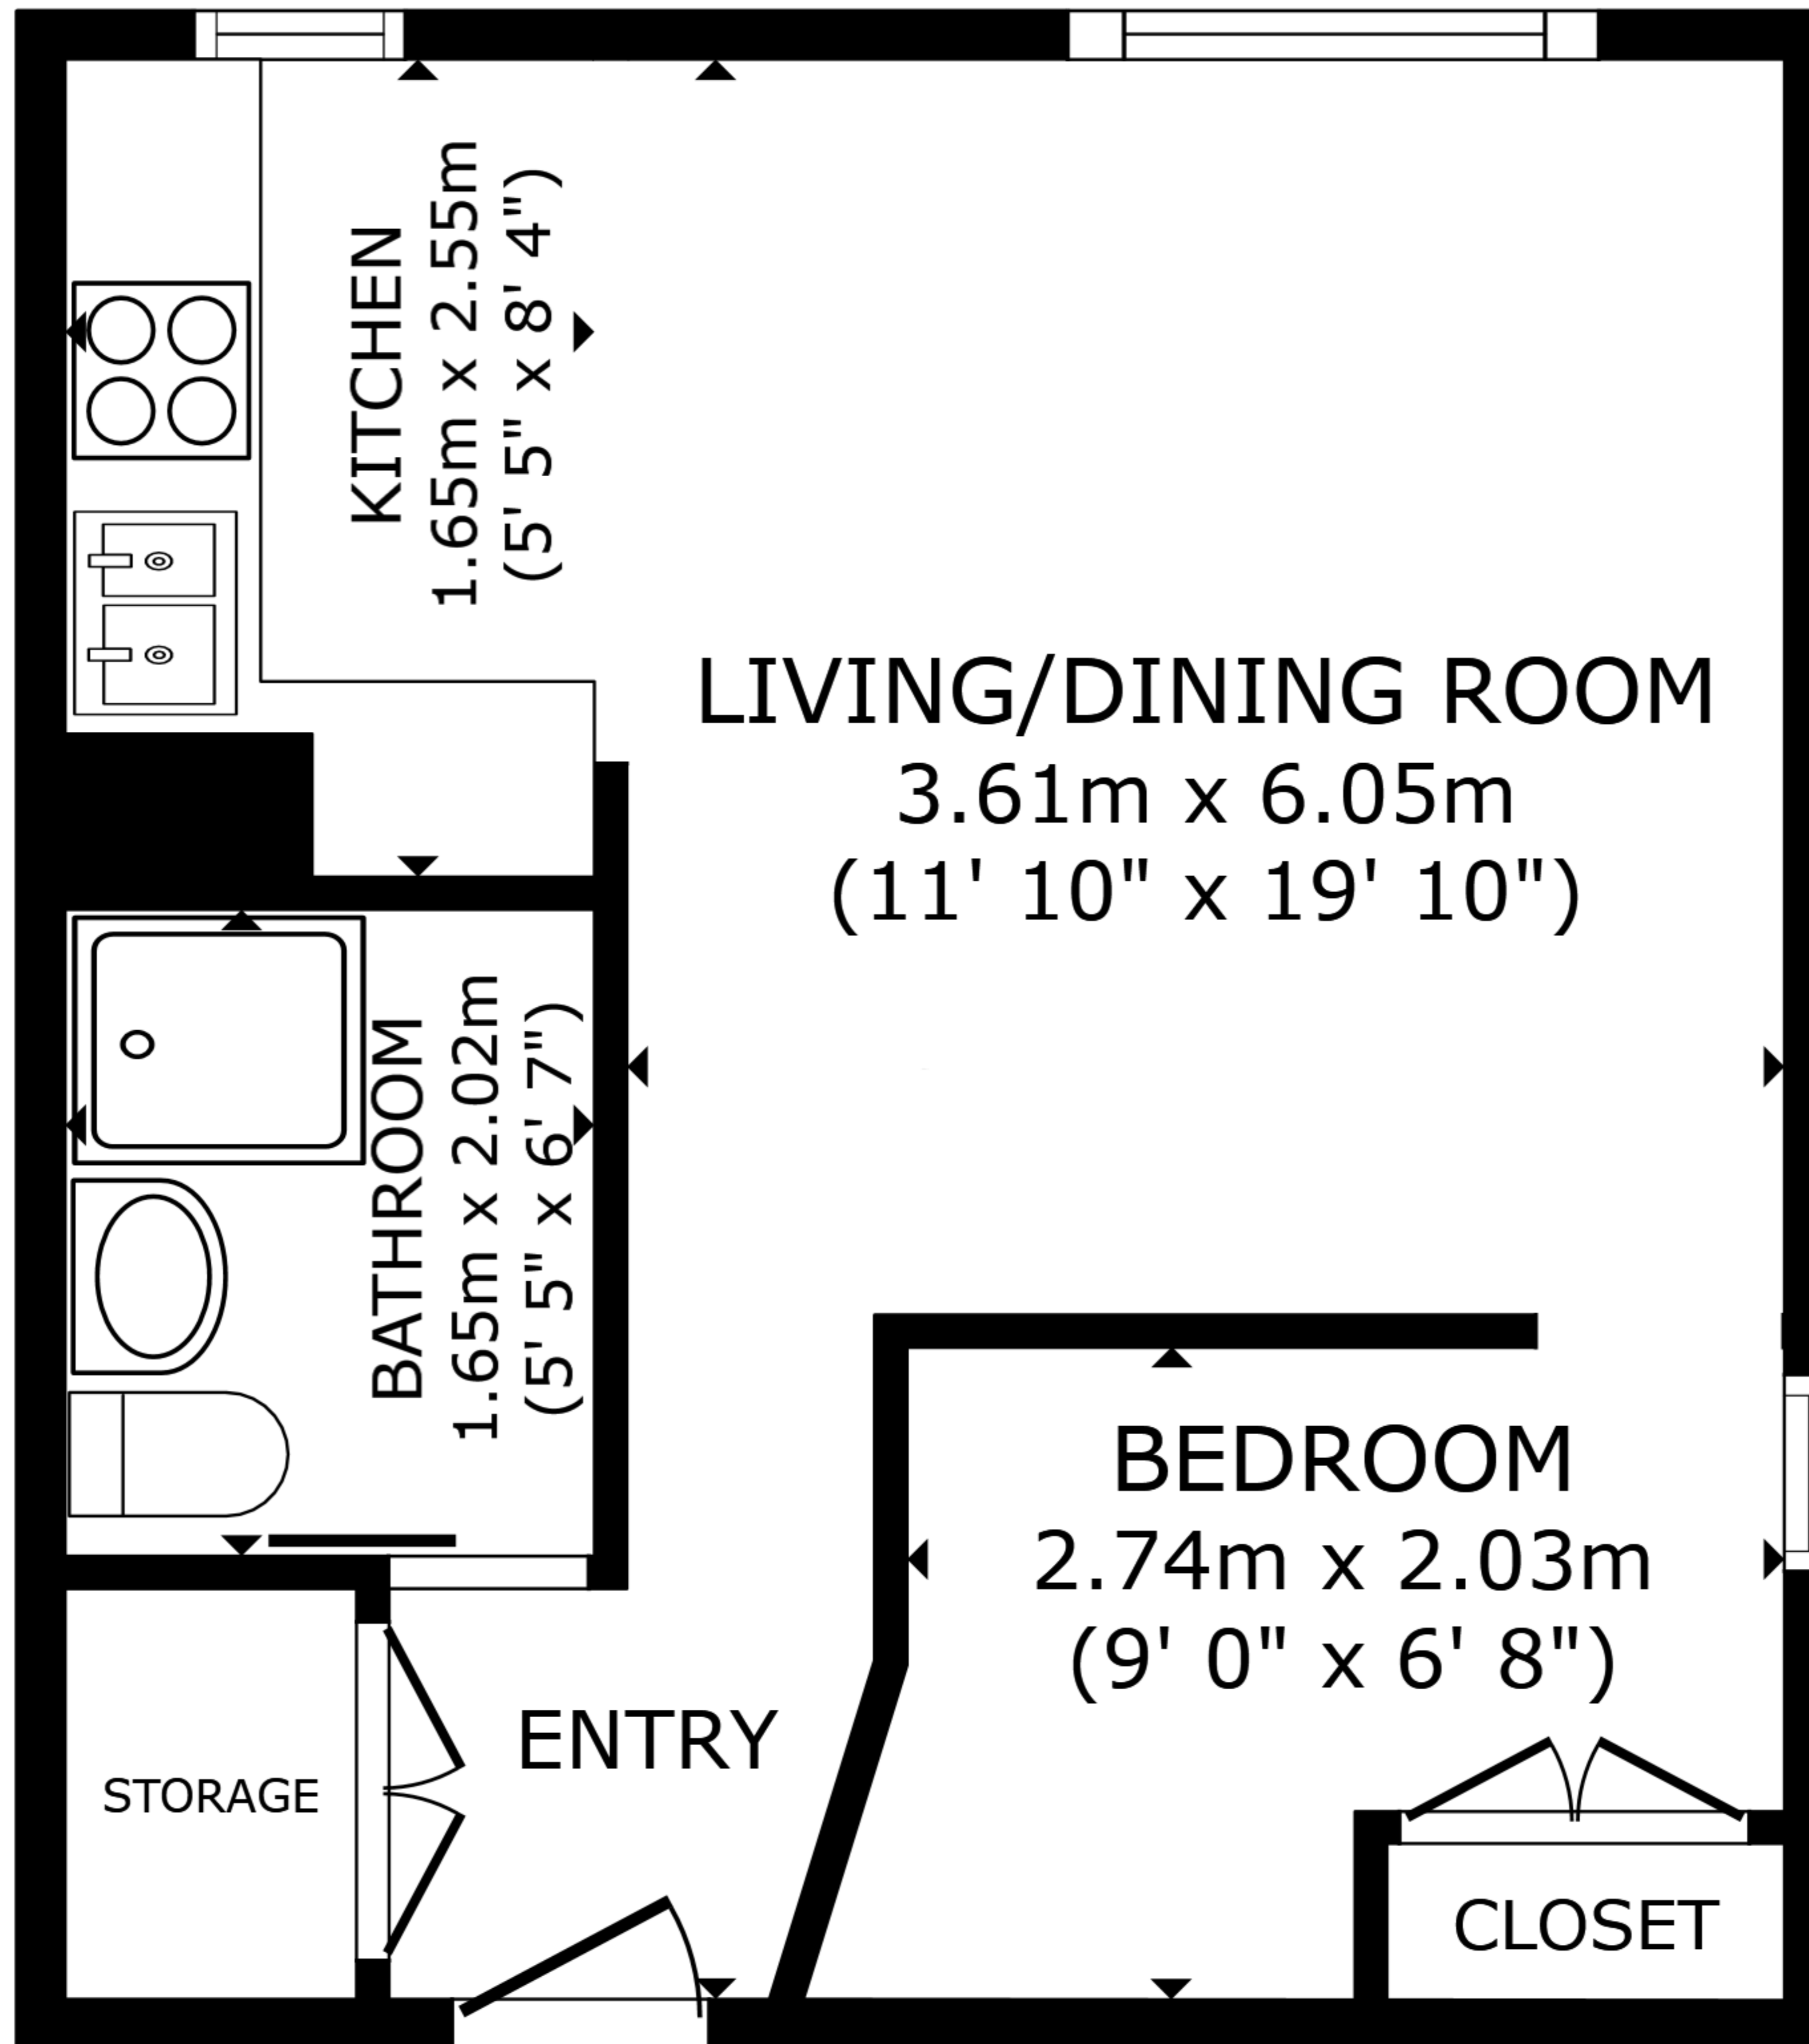 KITCHEN
1.65m x 2.55m
(5' 5" x 8' 4")
LIVING/DINING ROOM
3.61m x 6.05m
(11' 10" x 19' 10")
BATHROOM
1.65m x 2.02m
(5' 5" x 6' 7")
BEDROOM
2.74m x 2.03m
(9' 0" x 6' 8")
ENTRY
STORAGE
CLOSET